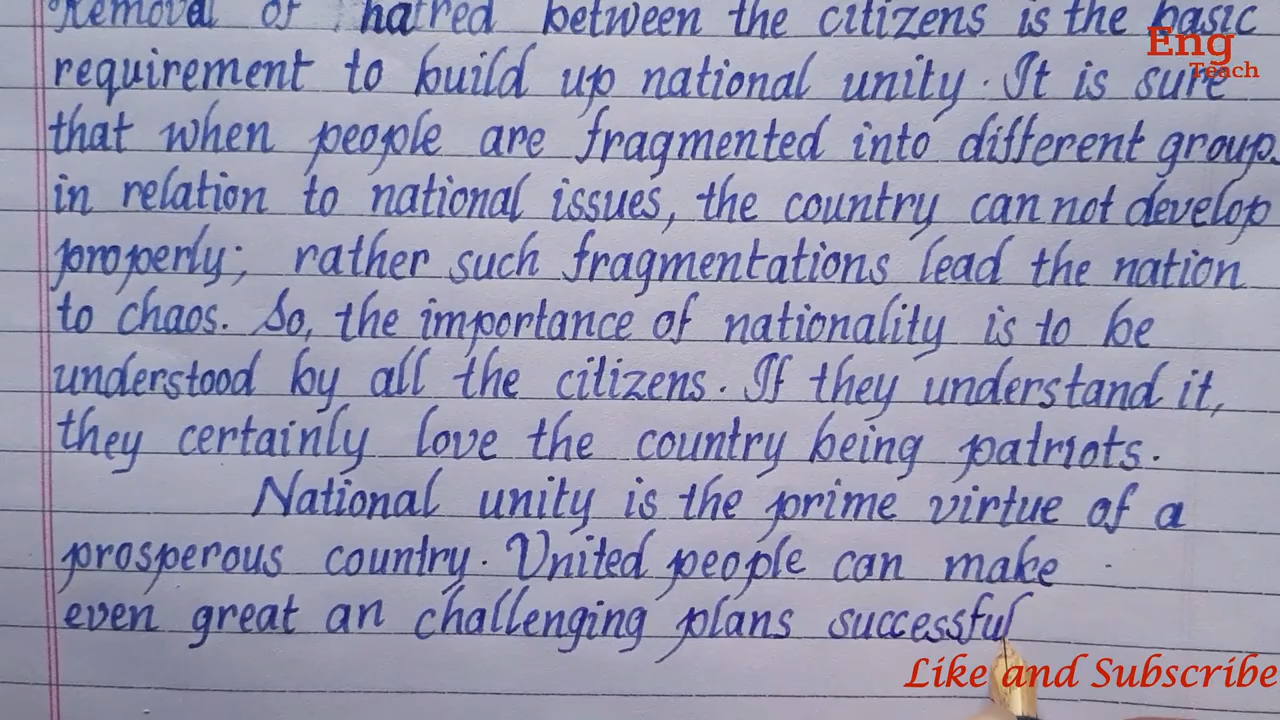 Removal of hatred between the citizens is the basic
Eng
Teach
requirement to build up national unity. It is sure
that when people are fragmented into different group
in relation to national issues, the country can not develop
properly; rather such fragmentations lead the nation
to chaos. So, the importance of nationality is to be
understood by all the citizens. If they understand it,
they certainly love the country being patriots.
National unity is the prime virtue of a
prosperous country. United people can make
even great an challenging plans successful
Like and Subscribe